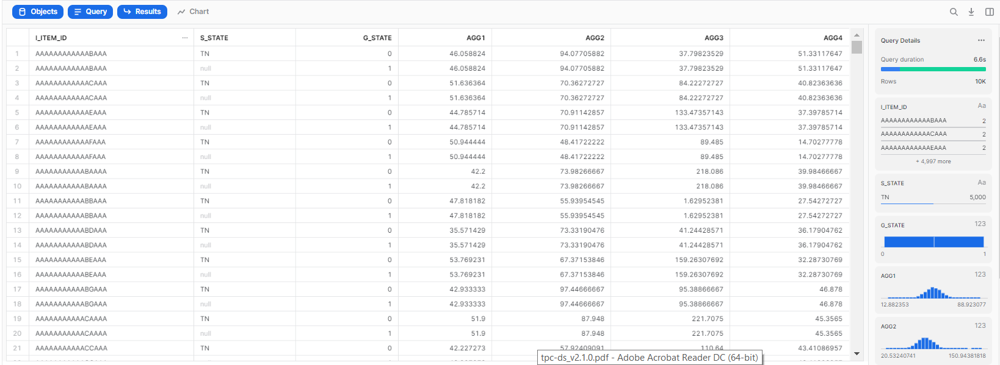 Objects Query Results Chart
I_ITEM_ID ... S_STATE G_STATE AGG1 AGG2 AGG3 AGG4
1 AAAAAAAAAAAABAAA TN 0 46.058824 94.07705882 37.79823529 51.33117647
2 AAAAAAAAAAAABAAA null 1 46.058824 94.07705882 37.79823529 51.33117647
3 AAAAAAAAAAAACAAA TN 0 51.636364 70.36272727 84.22272727 40.82363636
4 AAAAAAAAAAAACAAA null 1 51.636364 70.36272727 84.22272727 40.82363636
5 AAAAAAAAAAAAEAAA TN 0 44.785714 70.91142857 133.47357143 37.39785714
6 AAAAAAAAAAAAEAAA null 1 44.785714 70.91142857 133.47357143 37.39785714
7 AAAAAAAAAAAAFAAA TN 0 50.944444 48.41722222 89.485 14.70277778
8 AAAAAAAAAAAAFAAA null 1 50.944444 48.41722222 89.485 14.70277778
9 AAAAAAAAAAABAAAA TN 0 42.2 73.98266667 218.086 39.98466667
10 AAAAAAAAAAABAAAA null 1 42.2 73.98266667 218.086 39.98466667
11 AAAAAAAAAAABBAAA TN 0 47.818182 55.93954545 1.62952381 27.54272727
12 AAAAAAAAAAABBAAA null 1 47.818182 55.93954545 1.62952381 27.54272727
13 AAAAAAAAAAABDAAA TN 0 35.571429 73.33190476 41.24428571 36.17904762
14 AAAAAAAAAAABDAAA null 1 35.571429 73.33190476 41.24428571 36.17904762
15 AAAAAAAAAAABEAAA TN 0 53.769231 67.37153846 159.26307692 32.28730769
16 AAAAAAAAAAABEAAA null 1 53.769231 67.37153846 159.26307692 32.28730769
17 AAAAAAAAAAABGAAA TN 0 42.933333 97.44666667 95.38866667 46.878
18 AAAAAAAAAAABGAAA null 1 42.933333 97.44666667 95.38866667 46.878
19 AAAAAAAAAAACAAAA TN 0 51.9 87.948 221.7075 45.3565
20 AAAAAAAAAAACAAAA null 1 51.9 87.948 221.7075 45.3565
21 AAAAAAAAAAACCAAA TN 0 42.227273 57.92409091 110.64 43.41086957
tpc-ds_v2.1.0.pdf - Adobe Acrobat Reader DC (64-bit)
Query Details ...
Query duration 6.6s
Rows 10K
I_ITEM_ID Aa
AAAAAAAAAAAABAAA 2
AAAAAAAAAAAACAAA 2
AAAAAAAAAAAAEAAA 2
+ 4,997 more
S_STATE Aa
TN 5,000
G_STATE 123
0 1
AGG1 123
12.882353 88.923077
AGG2 123
20.53240741 150.94381818